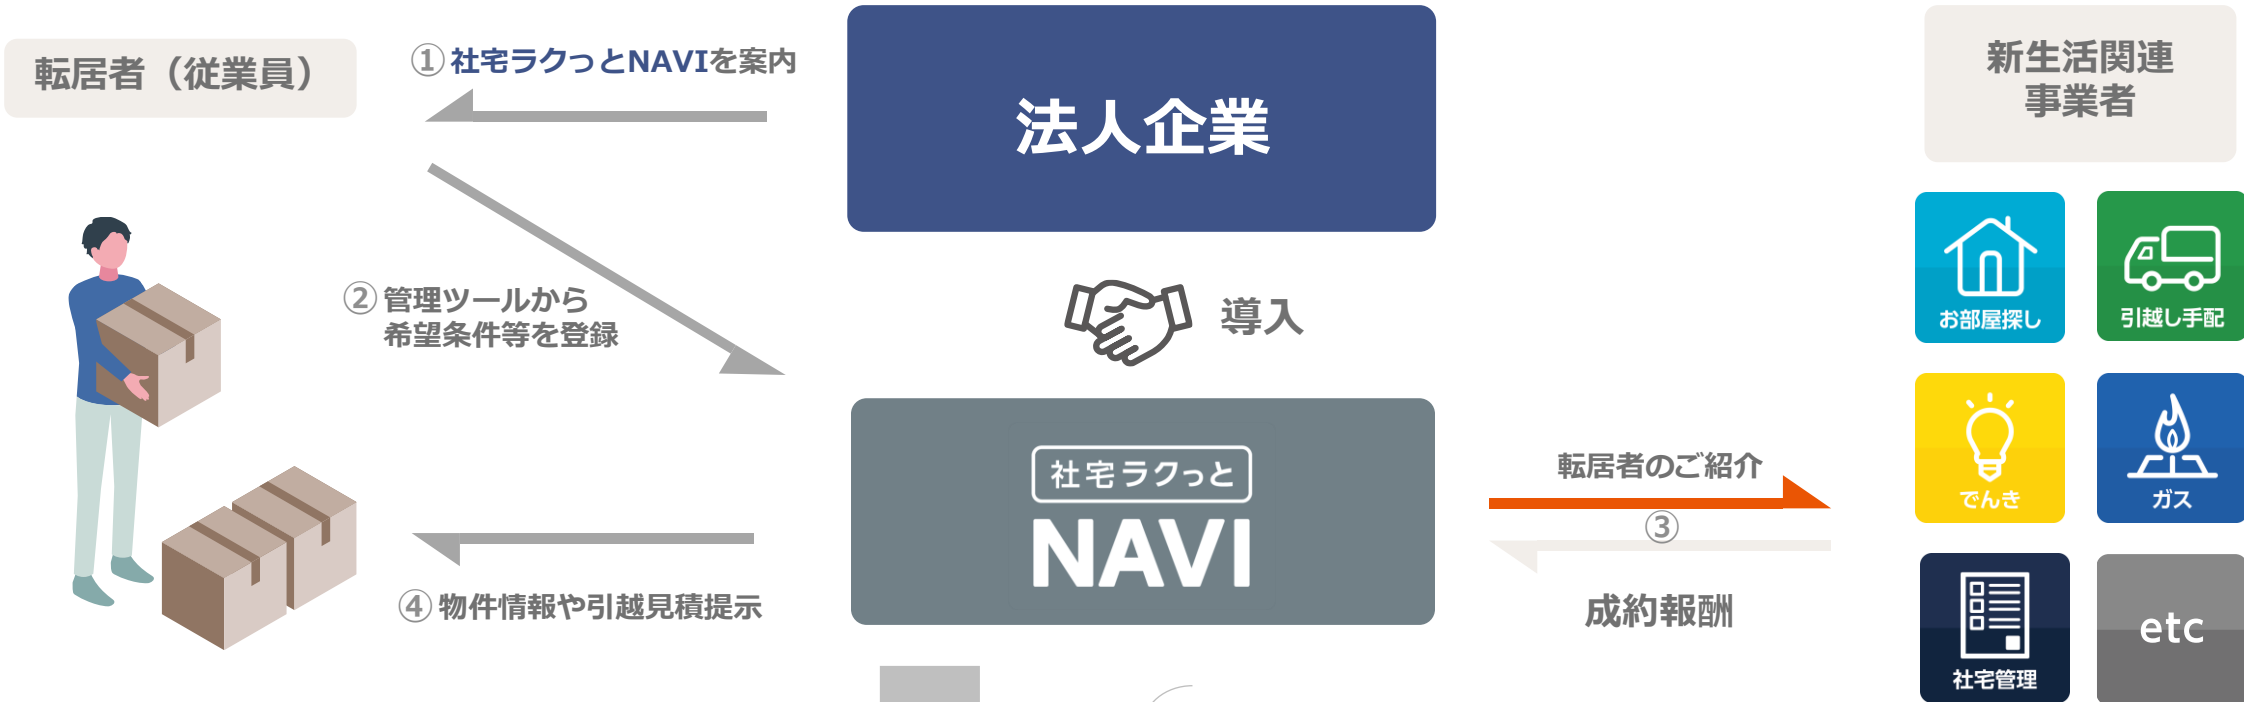 転居者（従業員）
① 社宅ラクっとNAVIを案内
法人企業
新生活関連
事業者
② 管理ツールから
希望条件等を登録
導入
お部屋探し
引越し手配
社宅ラクっと
NAVI
転居者のご紹介
③
成約報酬
でんき
ガス
④ 物件情報や引越見積提示
社宅管理
etc